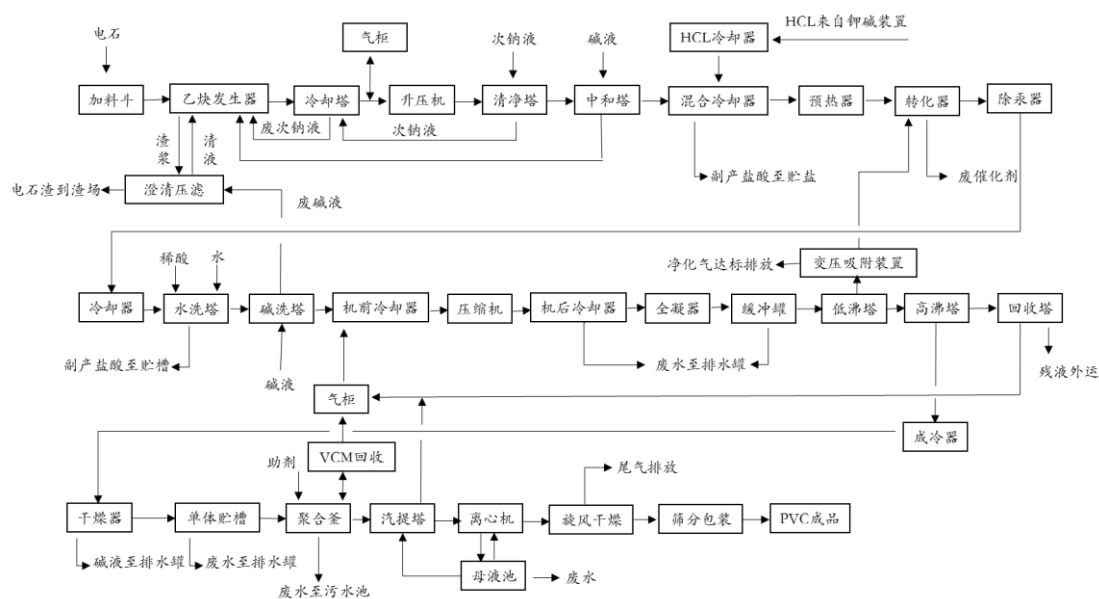 电石
气柜
次钠液
碱液
HCL冷却器
HCL来自钾碱装置
加料斗
乙炔发生器
冷却塔
升压机
清净塔
中和塔
混合冷却器
预热器
转化器
除汞器
废次钠液
次钠液
渣浆
清液
电石渣到渣场
澄清压滤
废碱液
副产盐酸至贮盐
废催化剂
稀酸
水
净化气达标排放
变压吸附装置
冷却器
水洗塔
碱洗塔
机前冷却器
压缩机
机后冷却器
全凝器
缓冲罐
低沸塔
高沸塔
回收塔
副产盐酸至贮槽
碱液
废水至排水罐
残液外运
气柜
成冷器
助剂
VCM回收
尾气排放
干燥器
单体贮槽
聚合釜
汽提塔
离心机
旋风干燥
筛分包装
PVC成品
碱液至排水罐
废水至排水罐
废水至污水池
母液池
废水